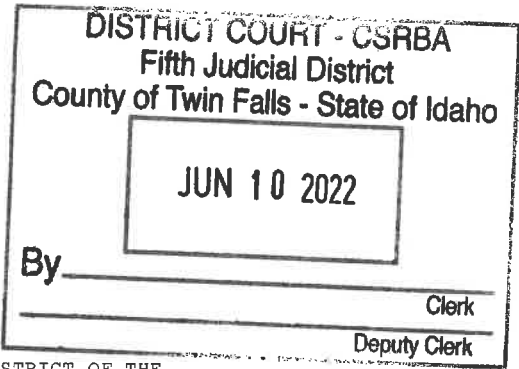 DISTRICT COURT - CSRBA
Fifth Judicial District
County of Twin Falls - State of Idaho
JUN 10 2022
By
Clerk
Deputy Clerk
STRICT OF THE